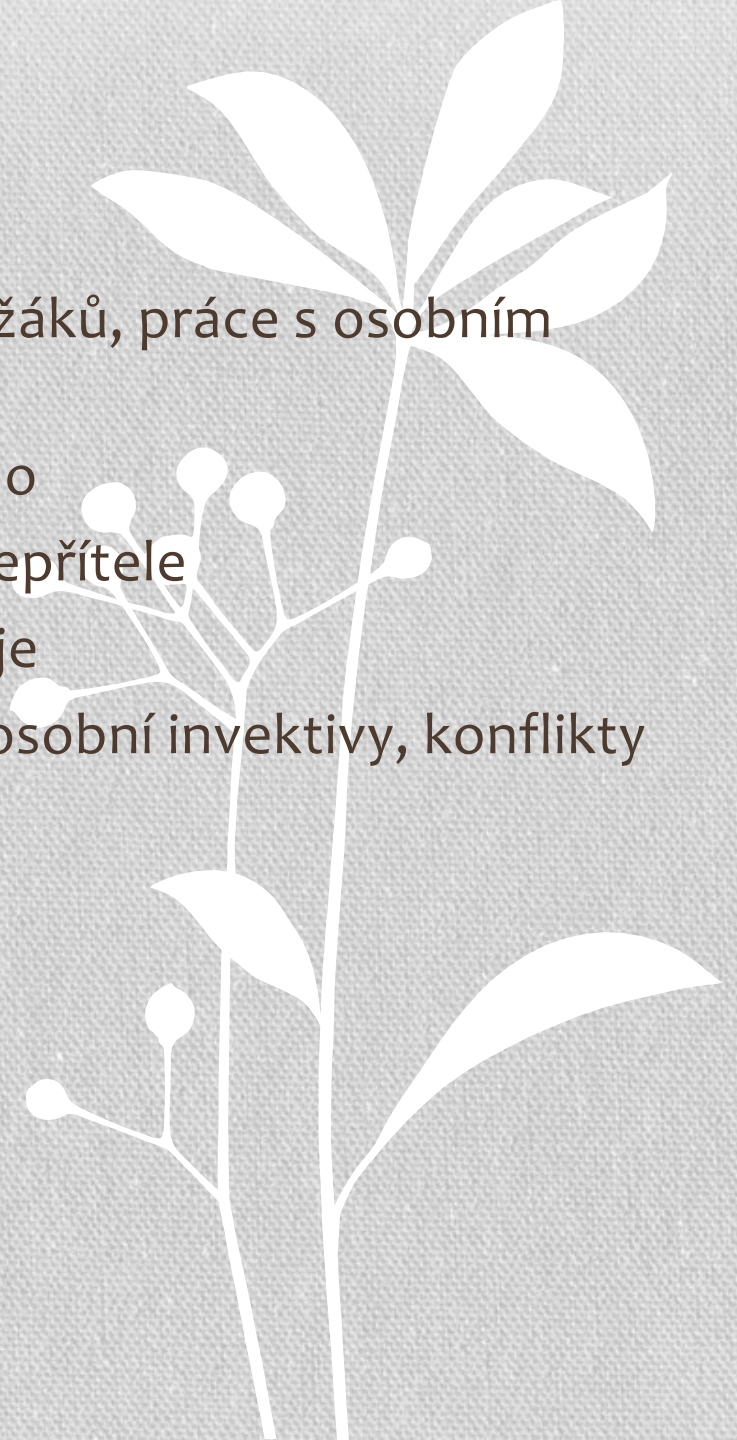 žáků, práce s osobním
o
epřítele
je
osobní invektivy, konflikty